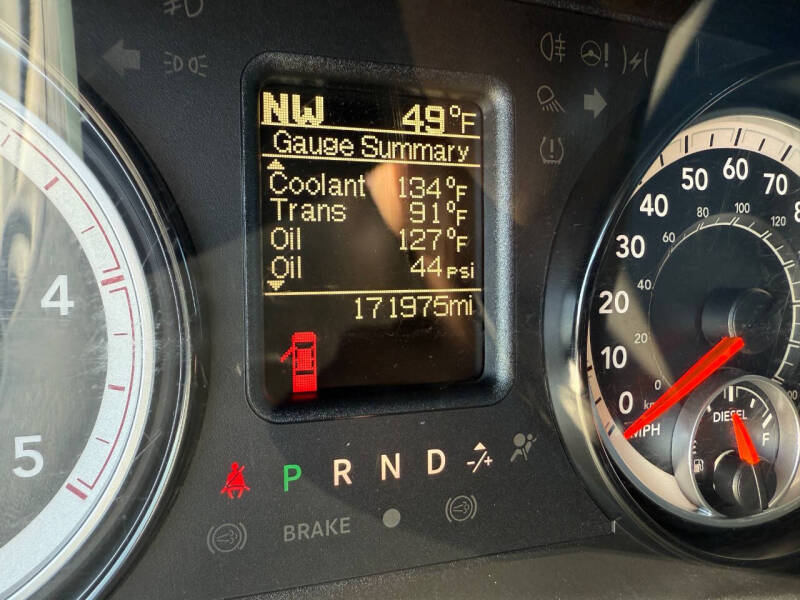 NW 49°F
Gauge Summary
Coolant 134°F
Trans 91°F
Oil 127°F
Oil 44 psi
171975mi
P R N D -/+
BRAKE
4
5
0
10
20
30
40
50
60
70
0
20
40
60
80
100
120
MPH
DIESEL
E F